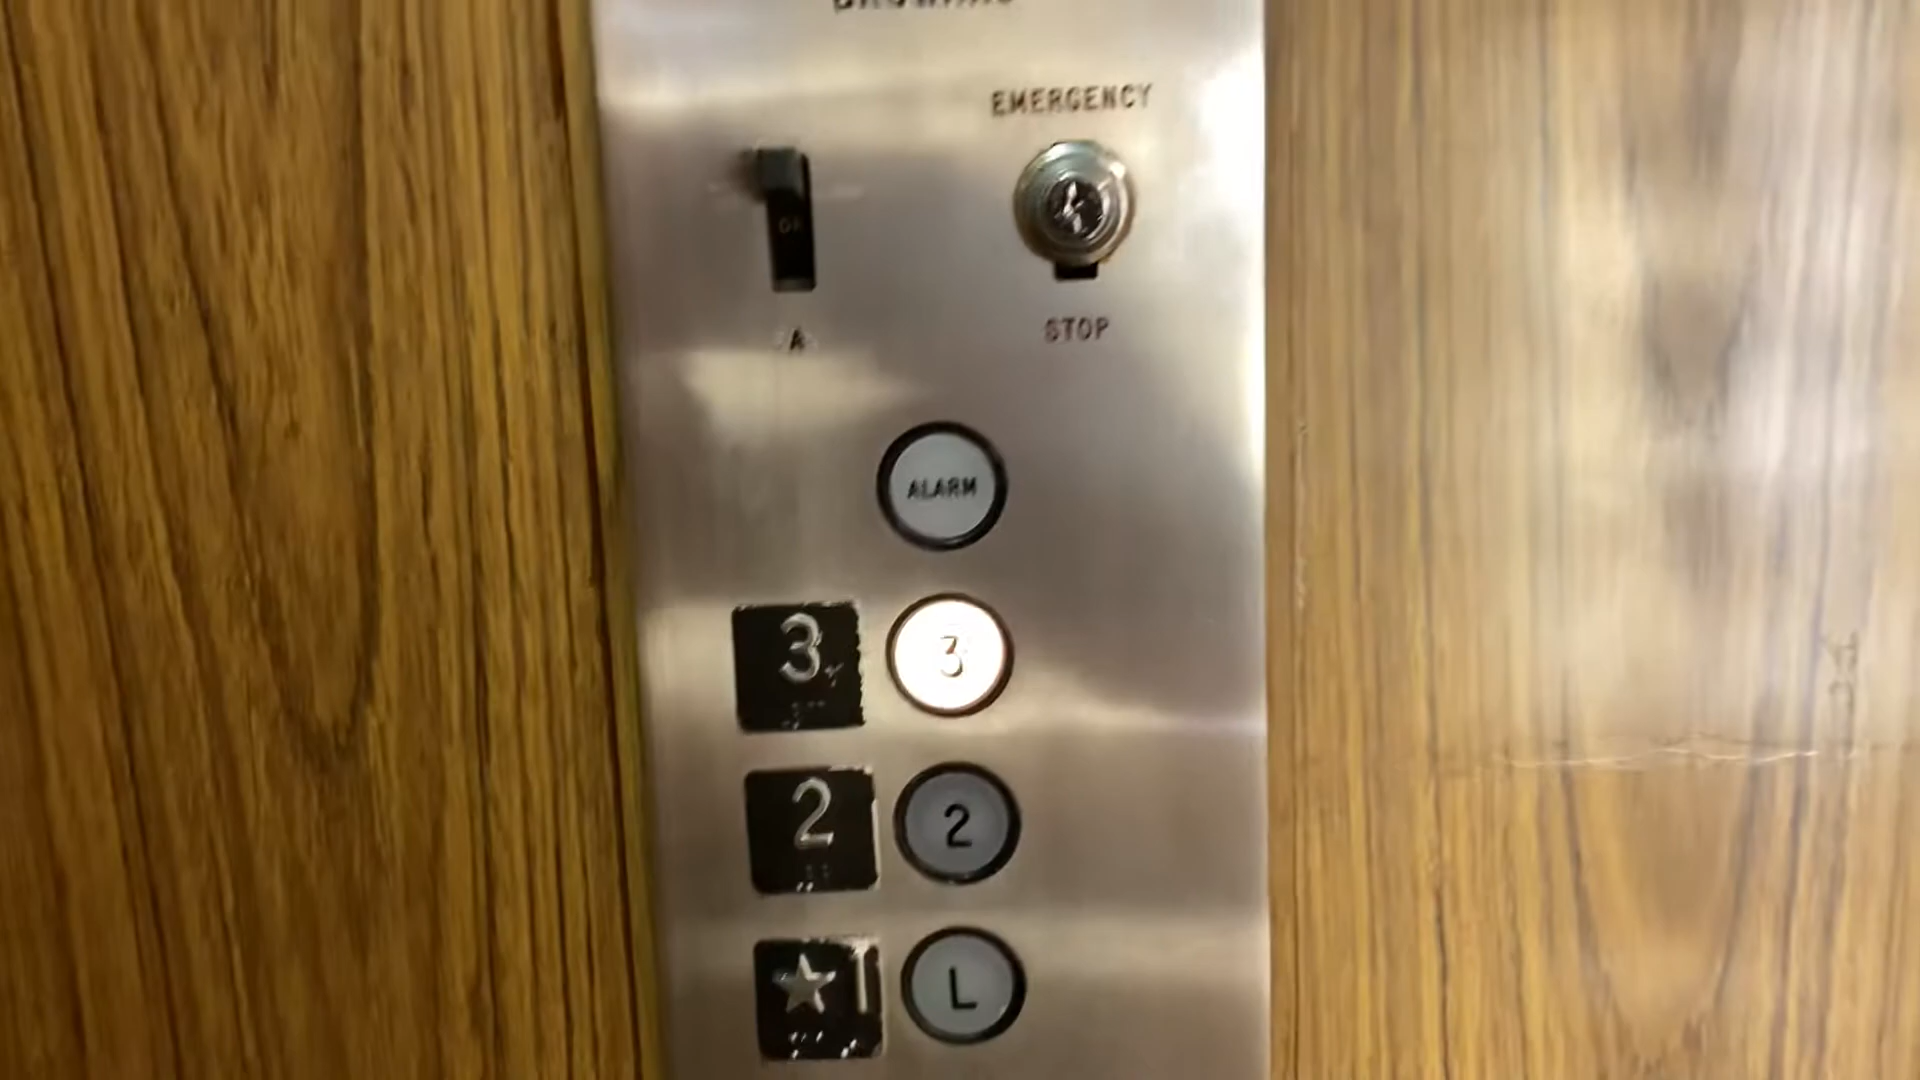 EMERGENCY
A
STOP
ALARM
3 3
2 2
★1 L